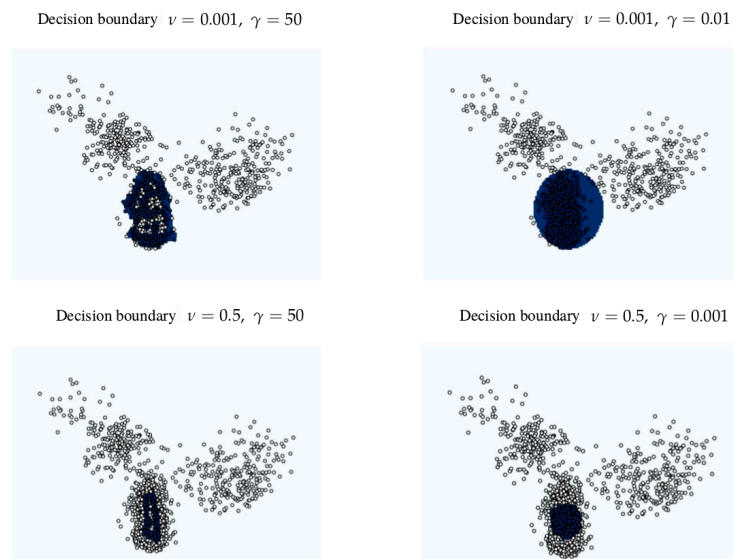 Decision boundary ν = 0.001, γ = 50
Decision boundary ν = 0.001, γ = 0.01
Decision boundary ν = 0.5, γ = 50
Decision boundary ν = 0.5, γ = 0.001